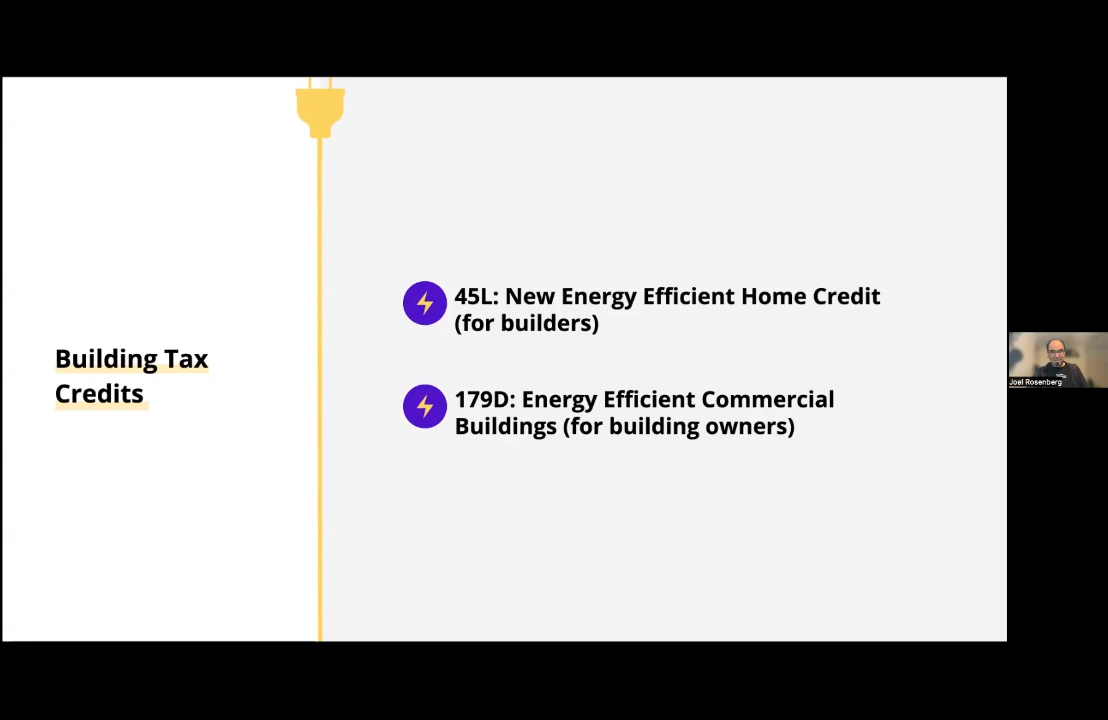 Building Tax
Credits
45L: New Energy Efficient Home Credit
(for builders)
179D: Energy Efficient Commercial
Buildings (for building owners)
Joel Rosenberg